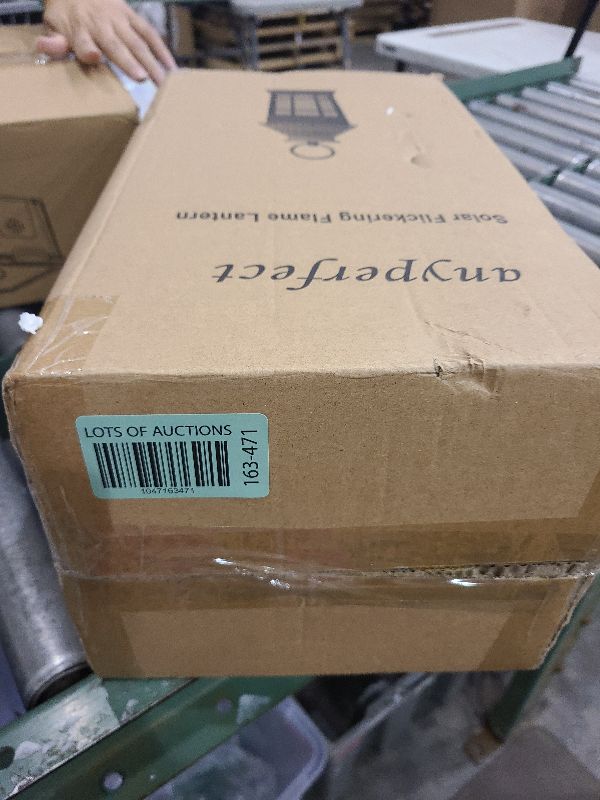 anyperfect
Solar Flickering Flame Lantern
LOTS OF AUCTIONS
1047163471
163-471